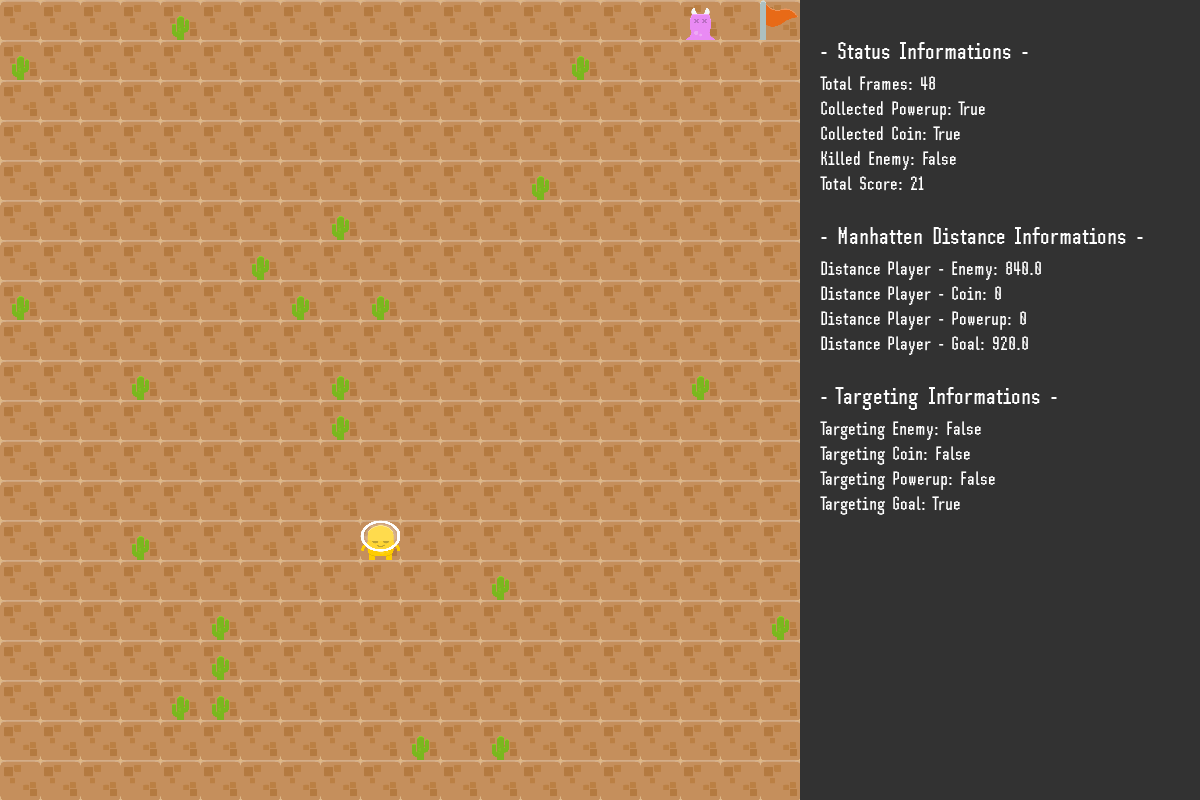 - Status Informations -
Total Frames: 48
Collected Powerup: True
Collected Coin: True
Killed Enemy: False
Total Score: 21
- Manhatten Distance Informations -
Distance Player - Enemy: 840.0
Distance Player - Coin: 0
Distance Player - Powerup: 0
Distance Player - Goal: 920.0
- Targeting Informations -
Targeting Enemy: False
Targeting Coin: False
Targeting Powerup: False
Targeting Goal: True